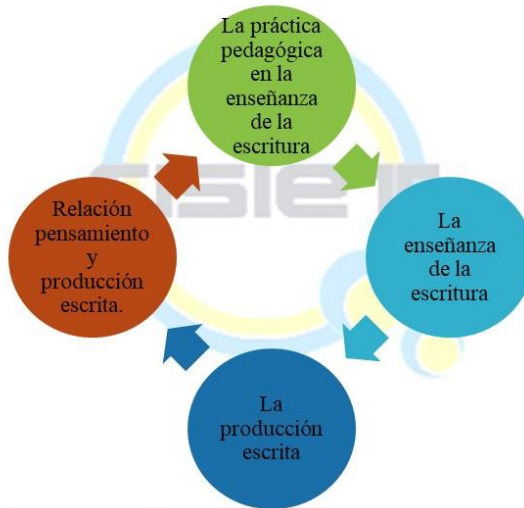 La práctica
pedagógica
en la
enseñanza
de la
escritura
Relación
pensamiento
y
producción
escrita.
La
enseñanza
de la
escritura
La
producción
escrita